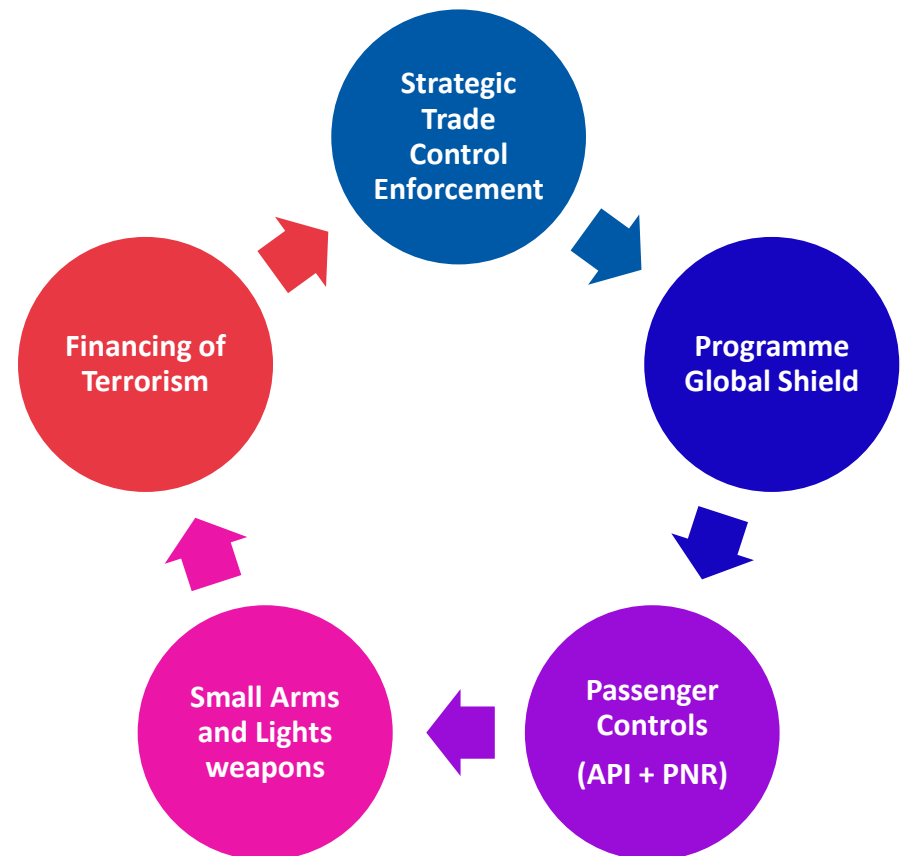 Strategic
Trade
Control
Enforcement
Programme
Global Shield
Passenger
Controls
(API + PNR)
Small Arms
and Lights
weapons
Financing of
Terrorism